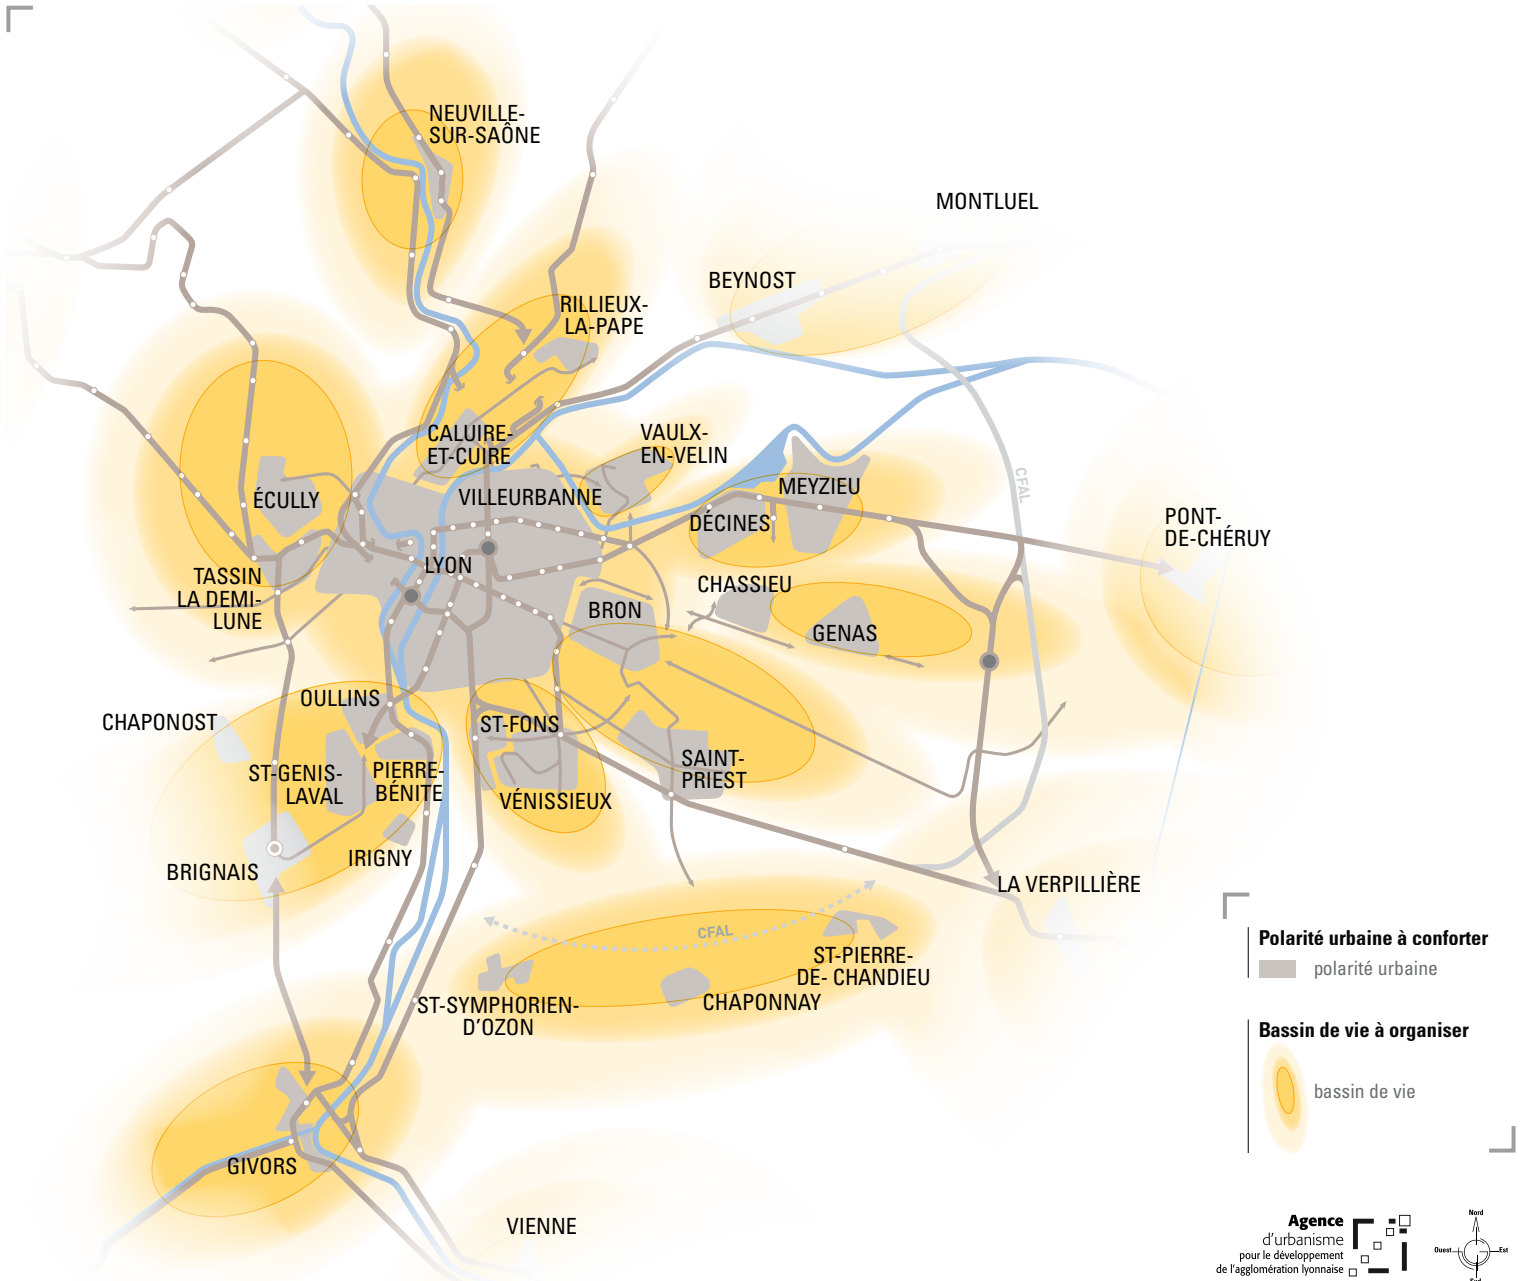 NEUVILLE-
SUR-SAÔNE
MONTLUEL
BEYNOST
RILLIEUX-
LA-PAPE
CALUIRE-
ET-CUIRE
VAULX-
EN-VELIN
VILLEURBANNE
MEYZIEU
DÉCINES
CFAL
ÉCULLY
PONT-
DE-CHÉRUY
LYON
TASSIN
LA DEMI-
LUNE
CHASSIEU
BRON
GENAS
OULLINS
CHAPONOST
ST-FONS
ST-GENIS-
LAVAL
PIERRE-
BÉNITE
SAINT-
PRIEST
VÉNISSIEUX
IRIGNY
BRIGNAIS
LA VERPILLIÈRE
CFAL
ST-PIERRE-
DE- CHANDIEU
CHAPONNAY
ST-SYMPHORIEN-
D'OZON
GIVORS
VIENNE
Polarité urbaine à conforter
polarité urbaine
Bassin de vie à organiser
bassin de vie
Agence
d'urbanisme
pour le développement
de l'agglomération lyonnaise
Nord
Ouest
Est
Sud